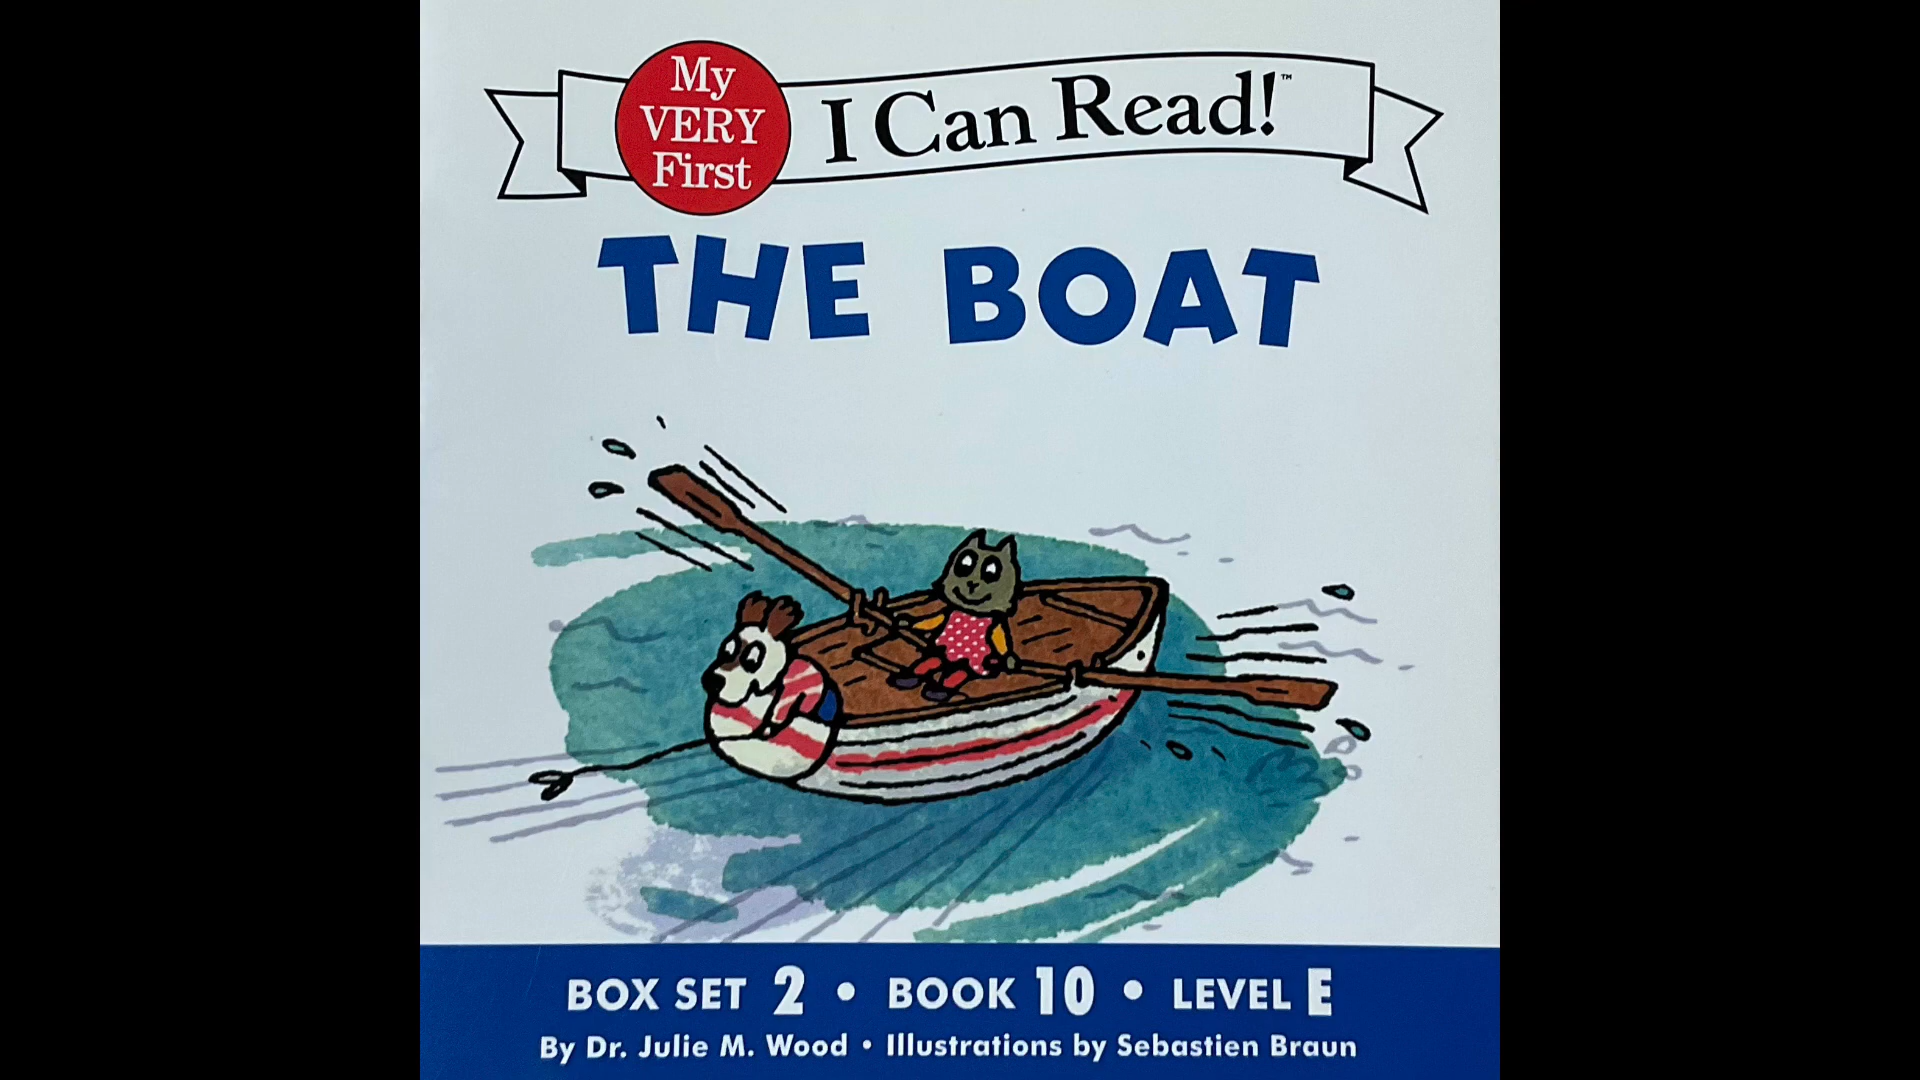 My
VERY
First
I Can Read!™
THE BOAT
BOX SET 2 • BOOK 10 • LEVEL E
By Dr. Julie M. Wood • Illustrations by Sebastien Braun